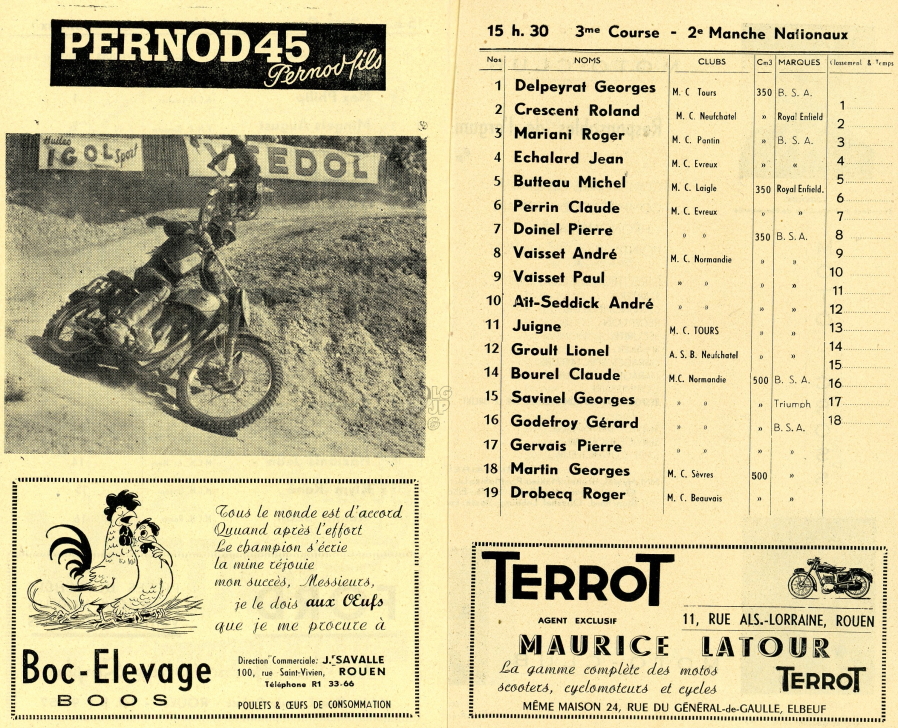 PERNOD 45
Pernod fils
Huiles
IGOL Sport
VEEDOL
Tous le monde est d'accord
Quuand après l'effort
Le champion s'écrie
la mine réjouie
mon succès, Messieurs,
je le dois aux Œufs
que je me procure à
Boc-Elevage
BOOS
Direction Commerciale: J. SAVALLE
100, rue Saint-Vivien, ROUEN
Téléphone R1 33-66
POULETS & ŒUFS DE CONSOMMATION
15 h. 30 3me Course - 2e Manche Nationaux
Nos NOMS CLUBS Cm3 MARQUES Classement & Temps
1 Delpeyrat Georges M. C Tours 350 B. S. A.
2 Crescent Roland M. C. Neufchatel » Royal Enfield
3 Mariani Roger M. C. Pantin » B. S. A.
4 Echalard Jean M. C. Evreux » »
5 Butteau Michel M. C. Laigle 350 Royal Enfield.
6 Perrin Claude M. C. Evreux » »
7 Doinel Pierre » » 350 B. S. A.
8 Vaisset André M. C. Normandie » »
9 Vaisset Paul » » » »
10 Aït-Seddick André » » » »
11 Juigne M. C. TOURS » »
12 Groult Lionel A. S. B. Neufchatel » »
14 Bourel Claude M.C. Normandie 500 B. S. A.
15 Savinel Georges » » » Triumph
16 Godefroy Gérard » » » B. S. A.
17 Gervais Pierre » » » »
18 Martin Georges M. C. Sèvres 500 »
19 Drobecq Roger M. C. Beauvais » »
1
2
3
4
5
6
7
8
9
10
11
12
13
14
15
16
17
18
TERROT
AGENT EXCLUSIF
11, RUE ALS.-LORRAINE, ROUEN
MAURICE LATOUR
La gamme complète des motos
scooters, cyclomoteurs et cycles
TERROT
MÊME MAISON 24, RUE DU GÉNÉRAL-de-GAULLE, ELBEUF